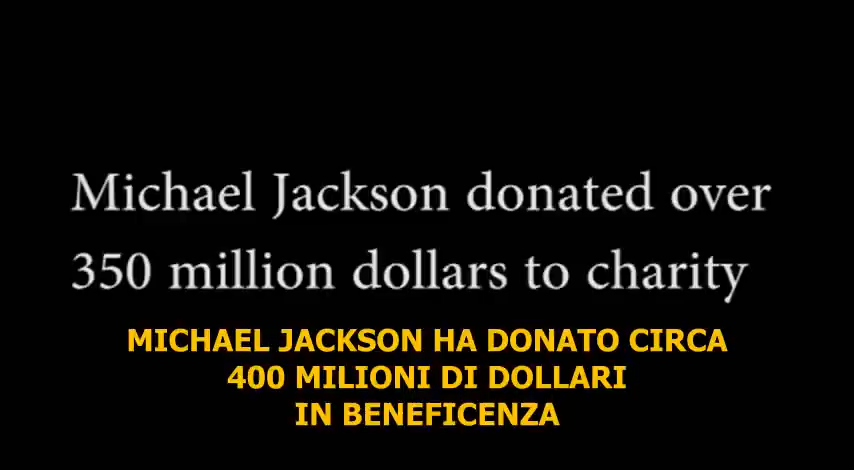 Michael Jackson donated over
350 million dollars to charity
MICHAEL JACKSON HA DONATO CIRCA
400 MILIONI DI DOLLARI
IN BENEFICENZA